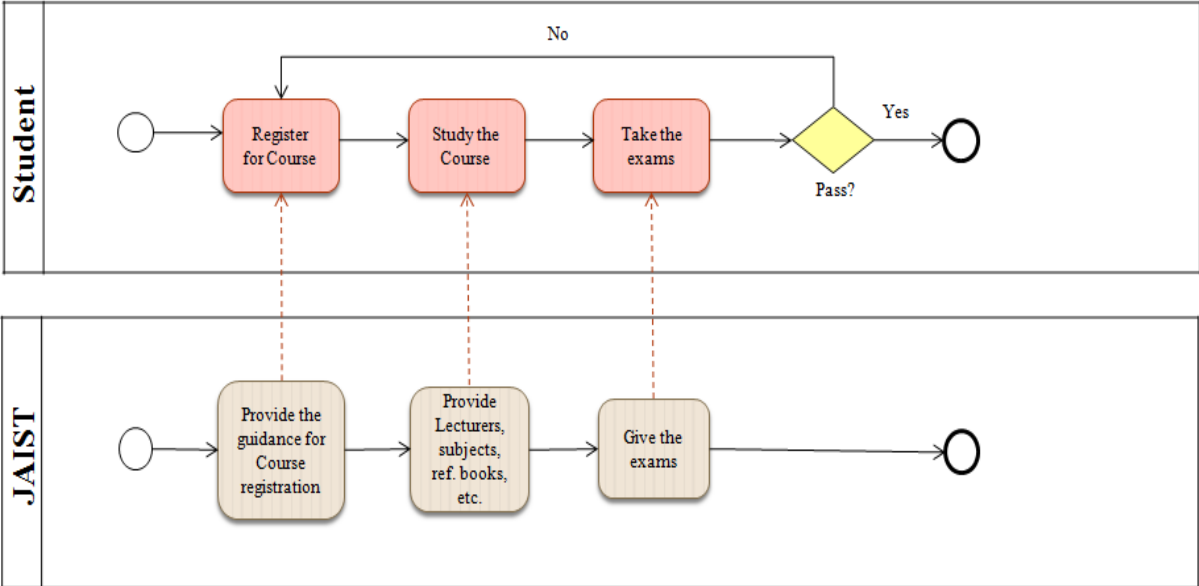 Student
No
Register
for Course
Study the
Course
Take the
exams
Yes
Pass?
JAIST
Provide the
guidance for
Course
registration
Provide
Lecturers,
subjects,
ref. books,
etc.
Give the
exams